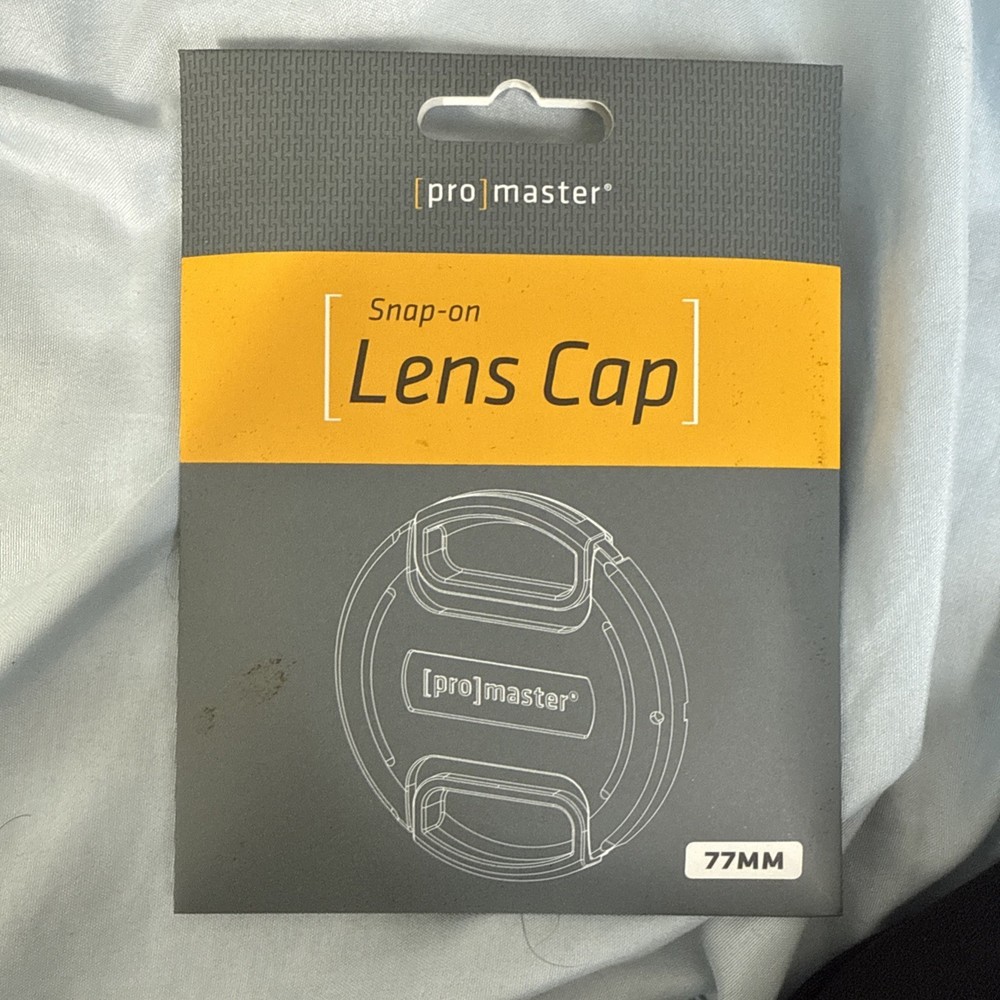 [pro]master®
Snap-on
[Lens Cap]
[pro]master®
77MM